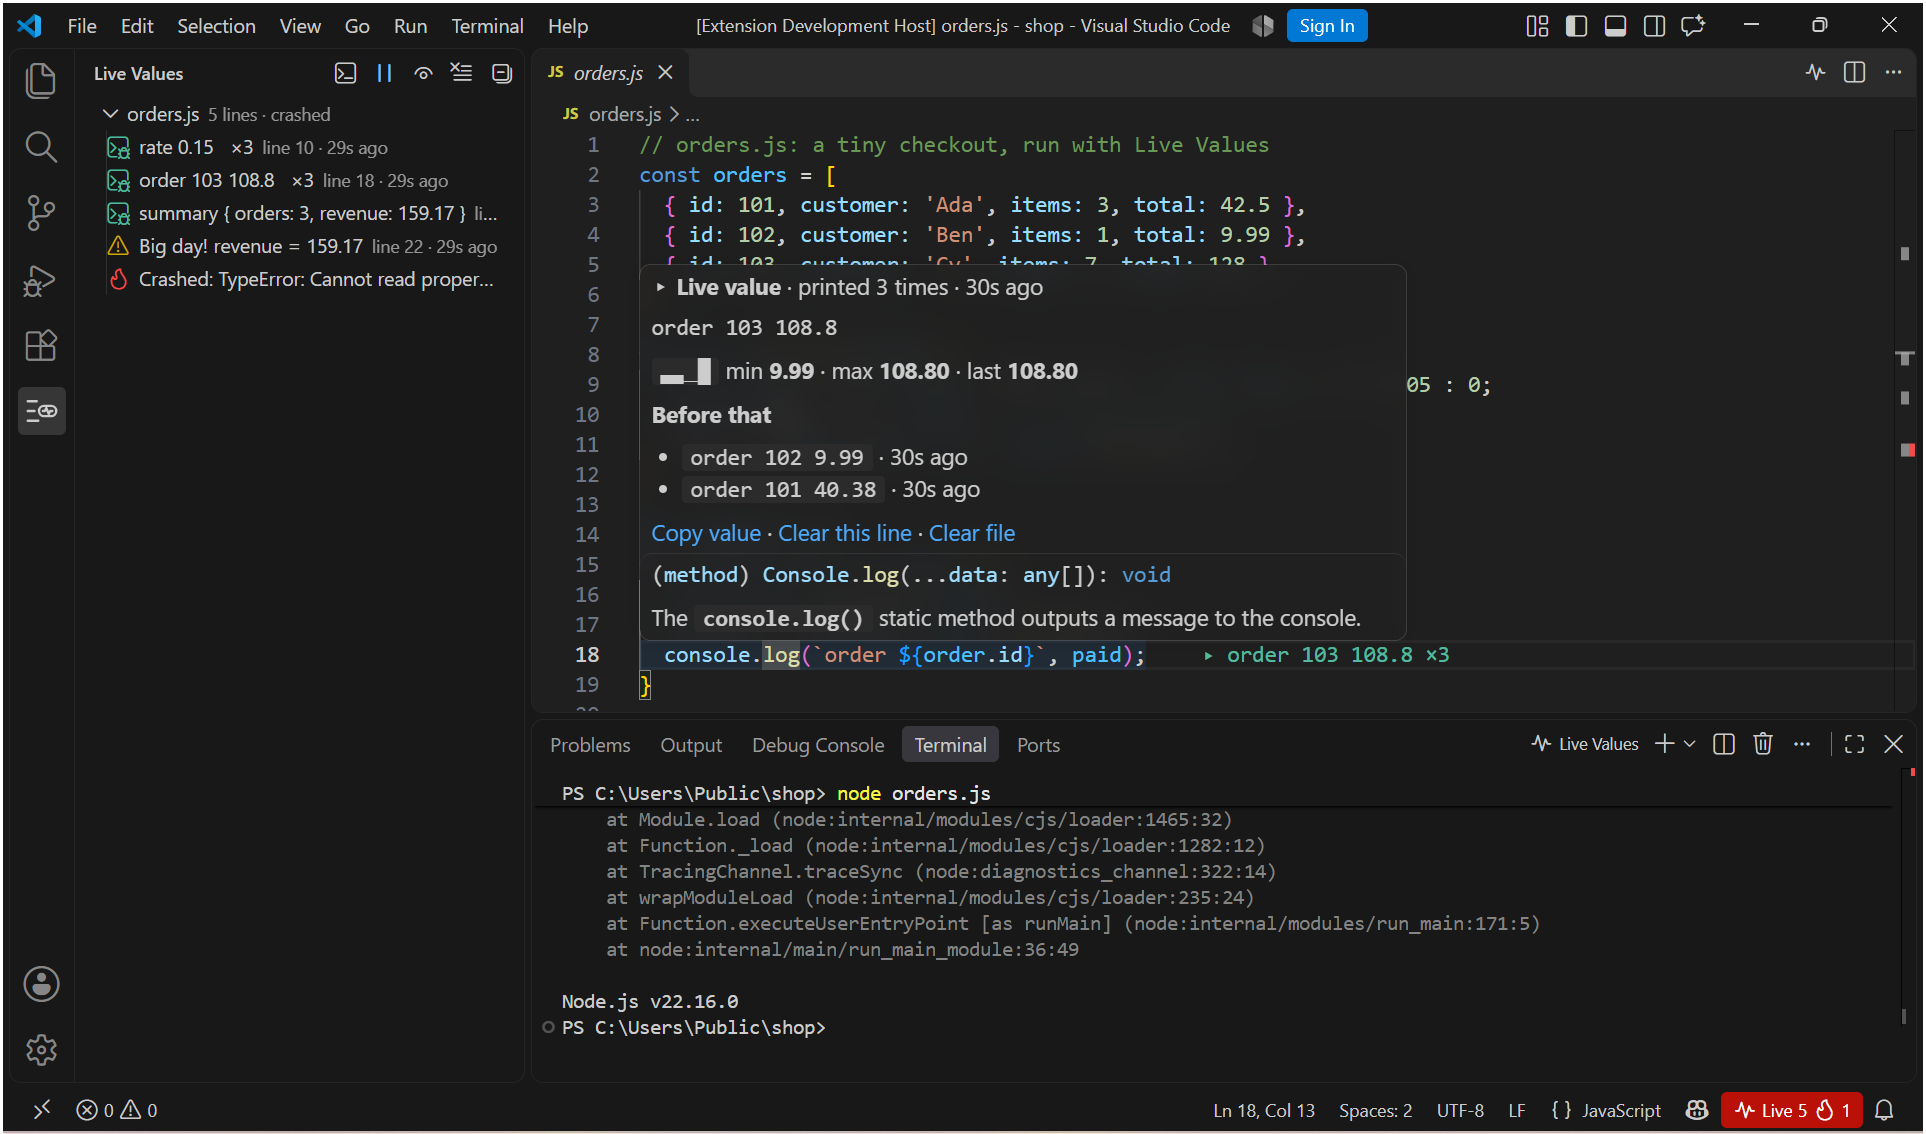 File Edit Selection View Go Run Terminal Help [Extension Development Host] orders.js - shop - Visual Studio Code Sign In
Live Values
orders.js 5 lines · crashed
rate 0.15 ×3 line 10 · 29s ago
order 103 108.8 ×3 line 18 · 29s ago
summary { orders: 3, revenue: 159.17 } li...
Big day! revenue = 159.17 line 22 · 29s ago
Crashed: TypeError: Cannot read proper...
JS orders.js
JS orders.js > ...
1 // orders.js: a tiny checkout, run with Live Values
2 const orders = [
3 { id: 101, customer: 'Ada', items: 3, total: 42.5 },
4 { id: 102, customer: 'Ben', items: 1, total: 9.99 },
5 { id: 103, customer: 'Cy', items: 7, total: 128 }
6
7
8
9 05 : 0;
10
11
12
13
14
15
16
17
Live value · printed 3 times · 30s ago
order 103 108.8
min 9.99 · max 108.80 · last 108.80
Before that
• order 102 9.99 · 30s ago
• order 101 40.38 · 30s ago
Copy value · Clear this line · Clear file
(method) Console.log(...data: any[]): void
The console.log() static method outputs a message to the console.
18 console.log(`order ${order.id}`, paid); ▸ order 103 108.8 ×3
19 }
20
Problems Output Debug Console Terminal Ports Live Values
PS C:\Users\Public\shop> node orders.js
at Module.load (node:internal/modules/cjs/loader:1465:32)
at Function._load (node:internal/modules/cjs/loader:1282:12)
at TracingChannel.traceSync (node:diagnostics_channel:322:14)
at wrapModuleLoad (node:internal/modules/cjs/loader:235:24)
at Function.executeUserEntryPoint [as runMain] (node:internal/modules/run_main:171:5)
at node:internal/main/run_main_module:36:49
Node.js v22.16.0
PS C:\Users\Public\shop>
0 0 Ln 18, Col 13 Spaces: 2 UTF-8 LF { } JavaScript Live 5 1